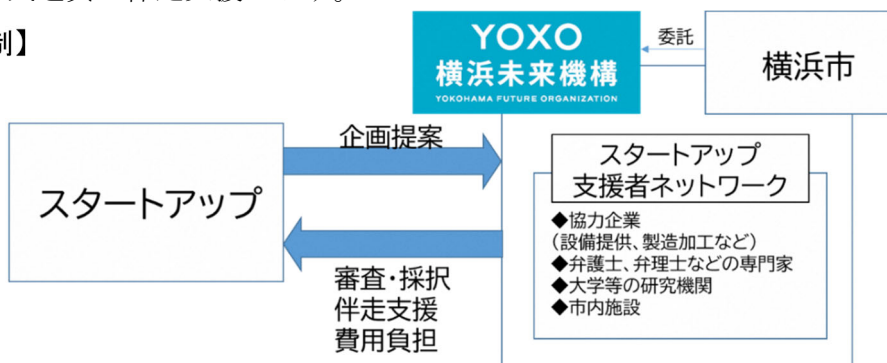 制】
YOXO
横浜未来機構
YOKOHAMA FUTURE ORGANIZATION
委託
横浜市
企画提案
スタートアップ
スタートアップ
支援者ネットワーク
◆協力企業
(設備提供、製造加工など)
◆弁護士、弁理士などの専門家
◆大学等の研究機関
◆市内施設
審査・採択
伴走支援
費用負担